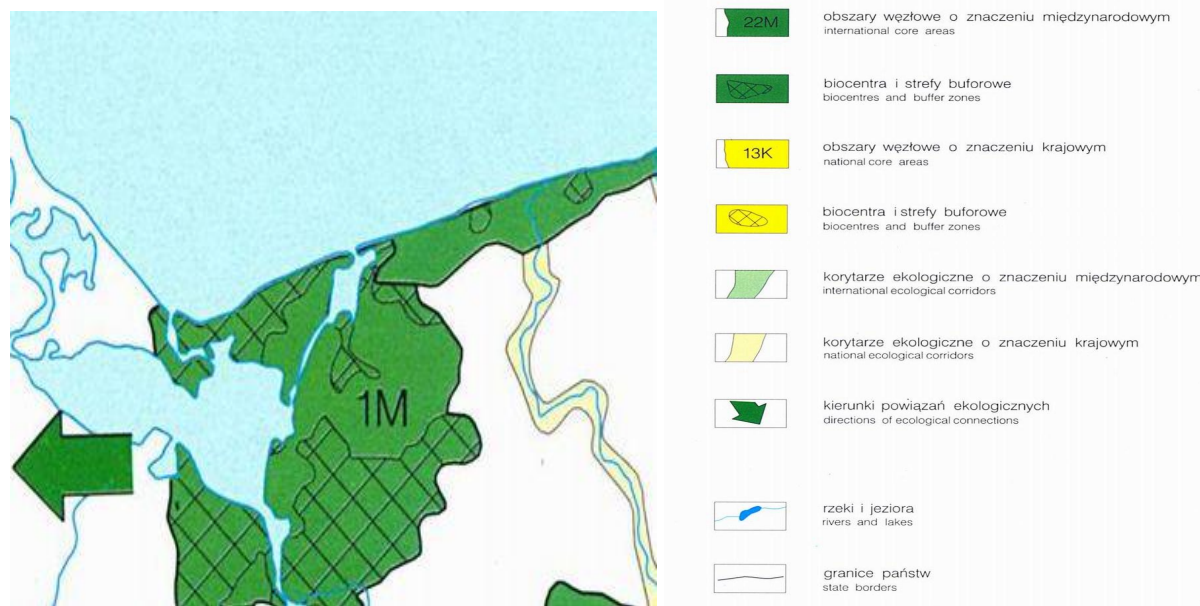 1M
22M
obszary węzłowe o znaczeniu międzynarodowym
international core areas
biocentra i strefy buforowe
biocentres and buffer zones
13K
obszary węzłowe o znaczeniu krajowym
national core areas
biocentra i strefy buforowe
biocentres and buffer zones
korytarze ekologiczne o znaczeniu międzynarodowym
international ecological corridors
korytarze ekologiczne o znaczeniu krajowym
national ecological corridors
kierunki powiązań ekologicznych
directions of ecological connections
rzeki i jeziora
rivers and lakes
granice państw
state borders